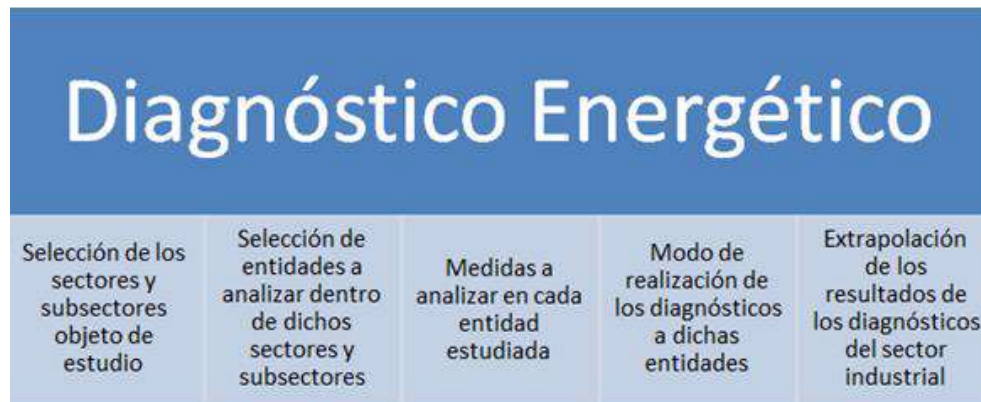 Diagnóstico Energético
Selección de los
sectores y
subsectores
objeto de
estudio
Selección de
entidades a
analizar dentro
de dichos
sectores y
subsectores
Medidas a
analizar en cada
entidad
estudiada
Modo de
realización de
los diagnósticos
a dichas
entidades
Extrapolación
de los
resultados de
los diagnósticos
del sector
industrial